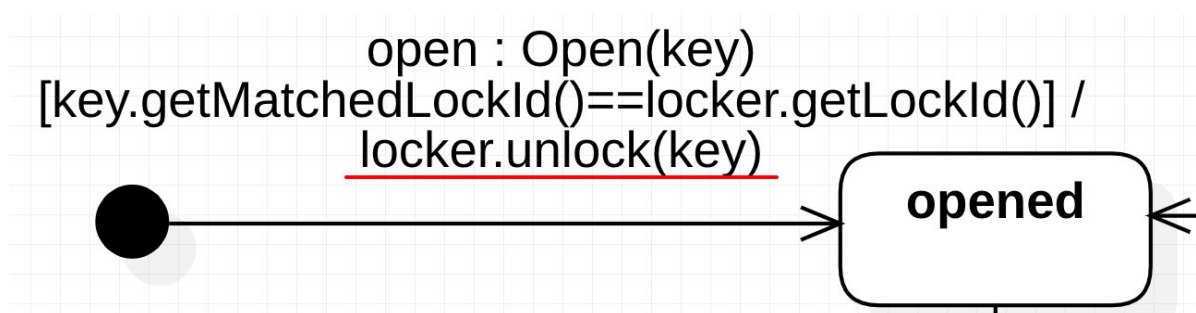 open : Open(key)
[key.getMatchedLockId()==locker.getLockId()] /
locker.unlock(key)
opened